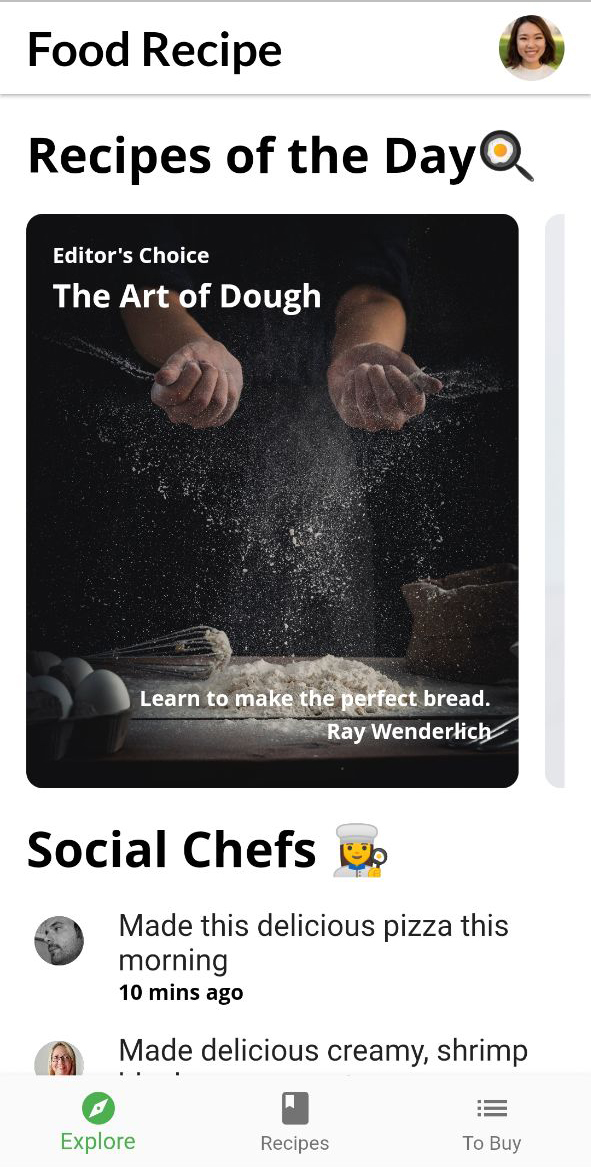 Food Recipe
Recipes of the Day
Editor's Choice
The Art of Dough
Learn to make the perfect bread.
Ray Wenderlich
Social Chefs
Made this delicious pizza this
morning
10 mins ago
Made delicious creamy, shrimp
Explore
Recipes
To Buy